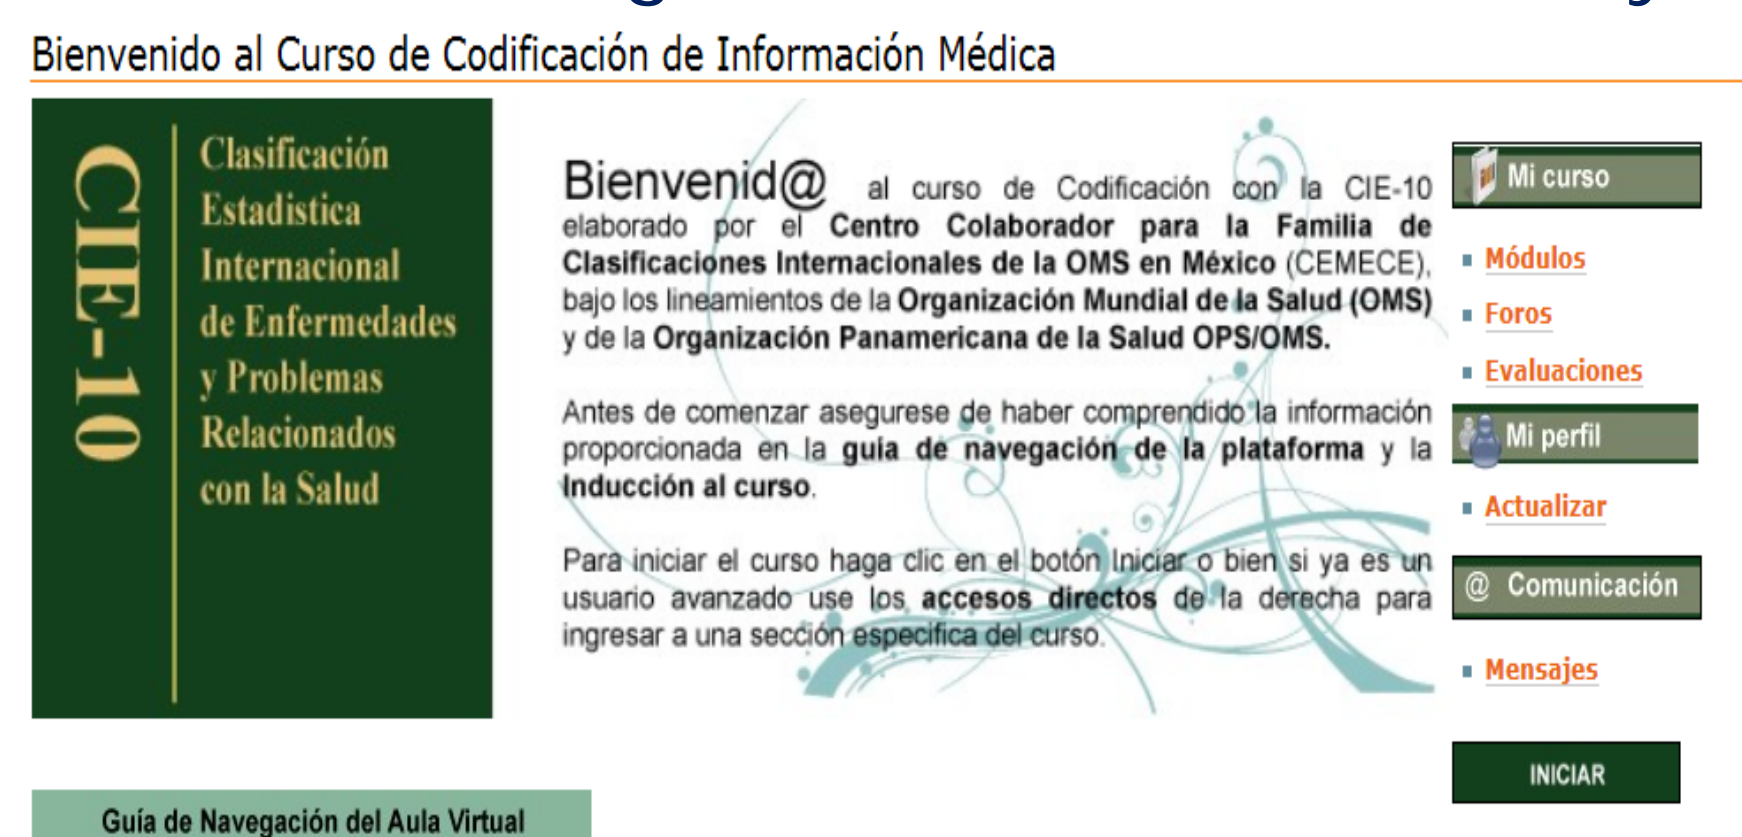 Bienvenido al Curso de Codificación de Información Médica
CIE-10
Clasificación
Estadistica
Internacional
de Enfermedades
y Problemas
Relacionados
con la Salud
Bienvenid@ al curso de Codificación con la CIE-10
elaborado por el Centro Colaborador para la Familia de
Clasificaciones Internacionales de la OMS en México (CEMECE),
bajo los lineamientos de la Organización Mundial de la Salud (OMS)
y de la Organización Panamericana de la Salud OPS/OMS.
Antes de comenzar asegurese de haber comprendido la información
proporcionada en la guía de navegación de la plataforma y la
Inducción al curso.
Para iniciar el curso haga clic en el botón Iniciar o bien si ya es un
usuario avanzado use los accesos directos de la derecha para
ingresar a una sección especifica del curso.
Mi curso
Módulos
Foros
Evaluaciones
Mi perfil
Actualizar
@ Comunicación
Mensajes
INICIAR
Guía de Navegación del Aula Virtual